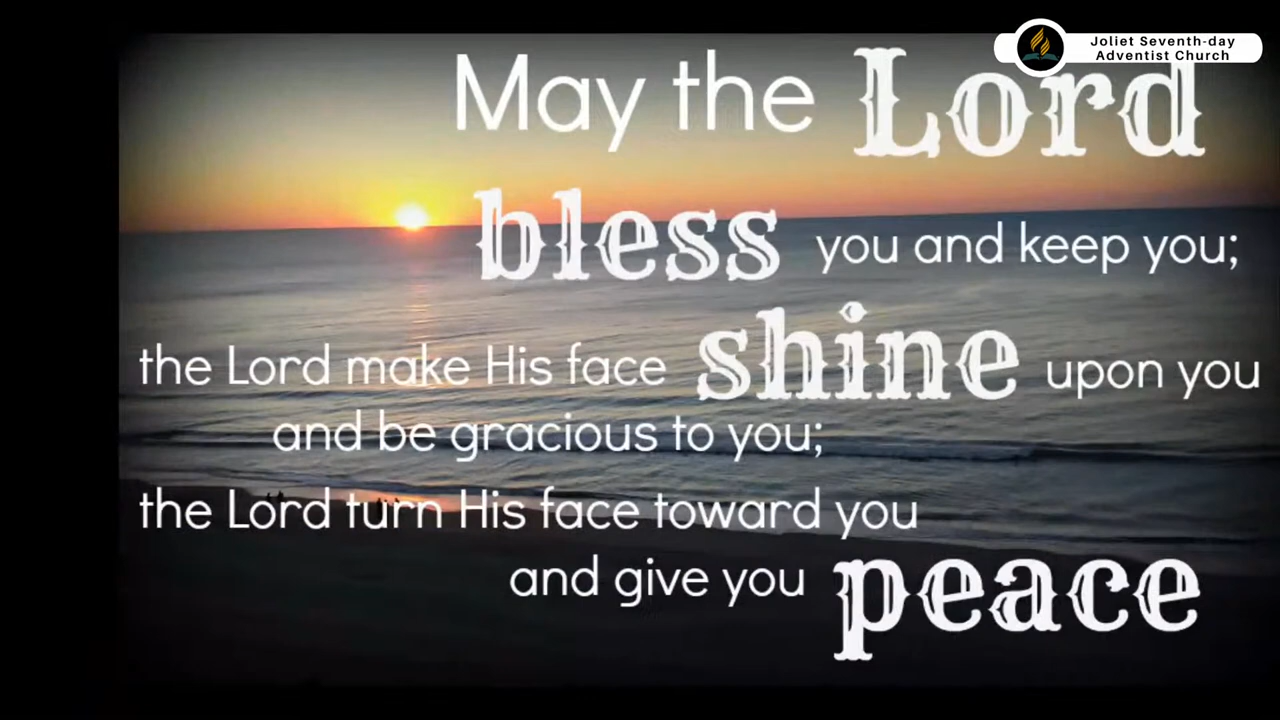 Joliet Seventh-day
Adventist Church
May the Lord
bless you and keep you;
the Lord make His face shine upon you
and be gracious to you;
the Lord turn His face toward you
and give you peace